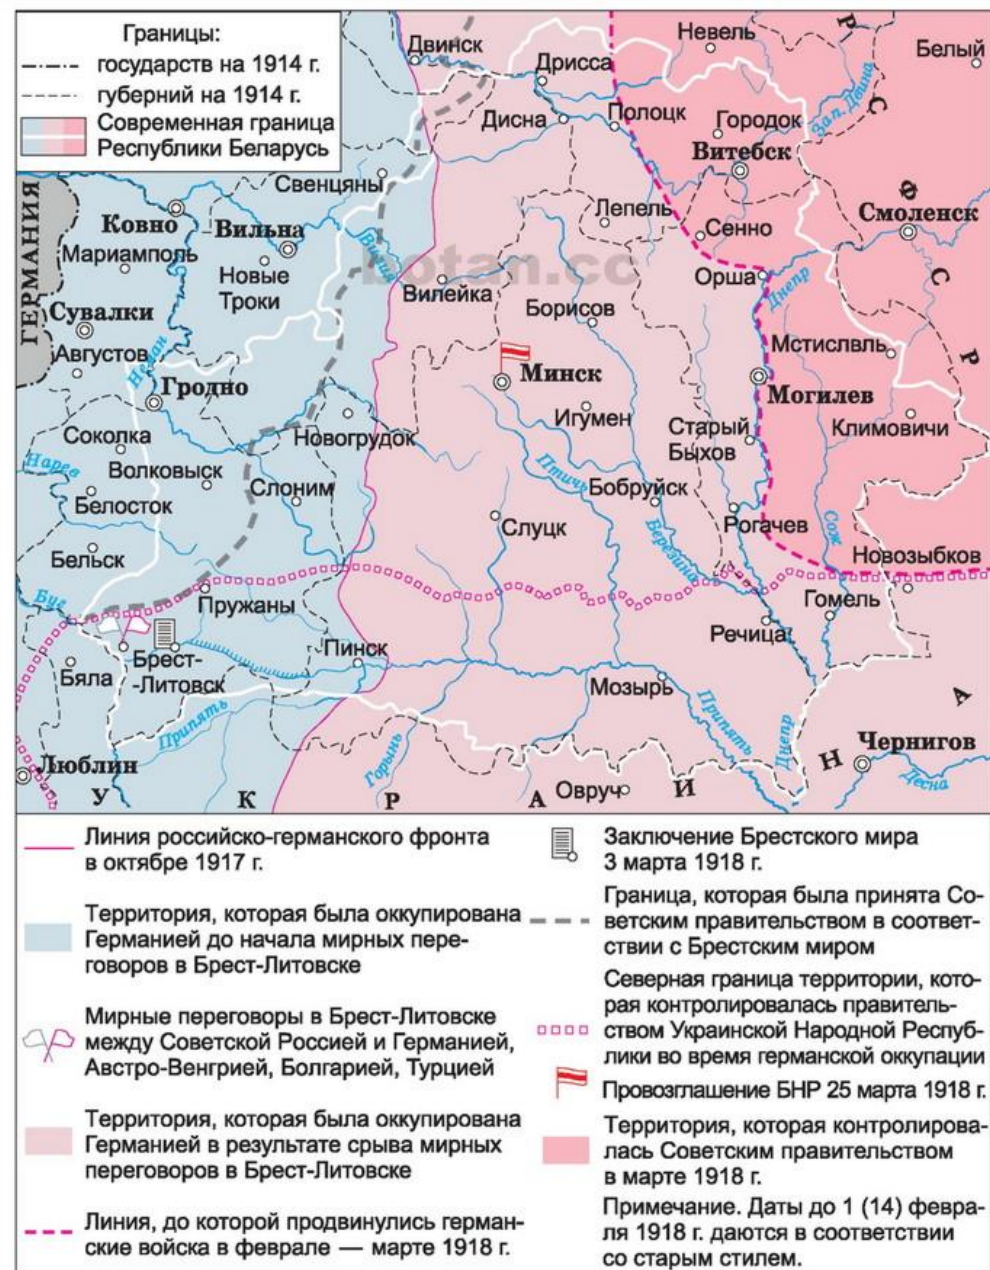 Границы:
государств на 1914 г.
губерний на 1914 г.
Современная граница
Республики Беларусь
Двинск
Дрисса
Невель
Белый
Дисна
Полоцк
Городок
Зап. Двина
Витебск
Р
С
Ф
С
Р
Свенцяны
ГЕРМАНИЯ
Ковно
Вильна
Вилия
Лепель
Сенно
Смоленск
Мариамполь
Новые
Троки
botan.cc
Вилейка
Орша
Днепр
Сувалки
Борисов
Августов
Неман
Мстислвль
Гродно
Минск
Могилев
Игумен
Соколка
Новогрудок
Старый
Быхов
Климовичи
Нарев
Волковыск
Птичь
Белосток
Слоним
Бобруйск
Слуцк
Рогачев
Сож
Бельск
Березина
Новозыбков
Буг
Пружаны
Гомель
Речица
Бяла
Брест-
-Литовск
Пинск
Мозырь
Припять
Припять
Горынь
Днепр
Люблин
Чернигов
Десна
Овруч
У К Р А И Н А
Линия российско-германского фронта
в октябре 1917 г.
Территория, которая была оккупирована
Германией до начала мирных пере-
говоров в Брест-Литовске
Мирные переговоры в Брест-Литовске
между Советской Россией и Германией,
Австро-Венгрией, Болгарией, Турцией
Территория, которая была оккупирована
Германией в результате срыва мирных
переговоров в Брест-Литовске
Линия, до которой продвинулись герман-
ские войска в феврале — марте 1918 г.
Заключение Брестского мира
3 марта 1918 г.
Граница, которая была принята Со-
ветским правительством в соответ-
ствии с Брестским миром
Северная граница территории, кото-
рая контролировалась правитель-
ством Украинской Народной Респуб-
лики во время германской оккупации
Провозглашение БНР 25 марта 1918 г.
Территория, которая контролирова-
лась Советским правительством
в марте 1918 г.
Примечание. Даты до 1 (14) февра-
ля 1918 г. даются в соответствии
со старым стилем.